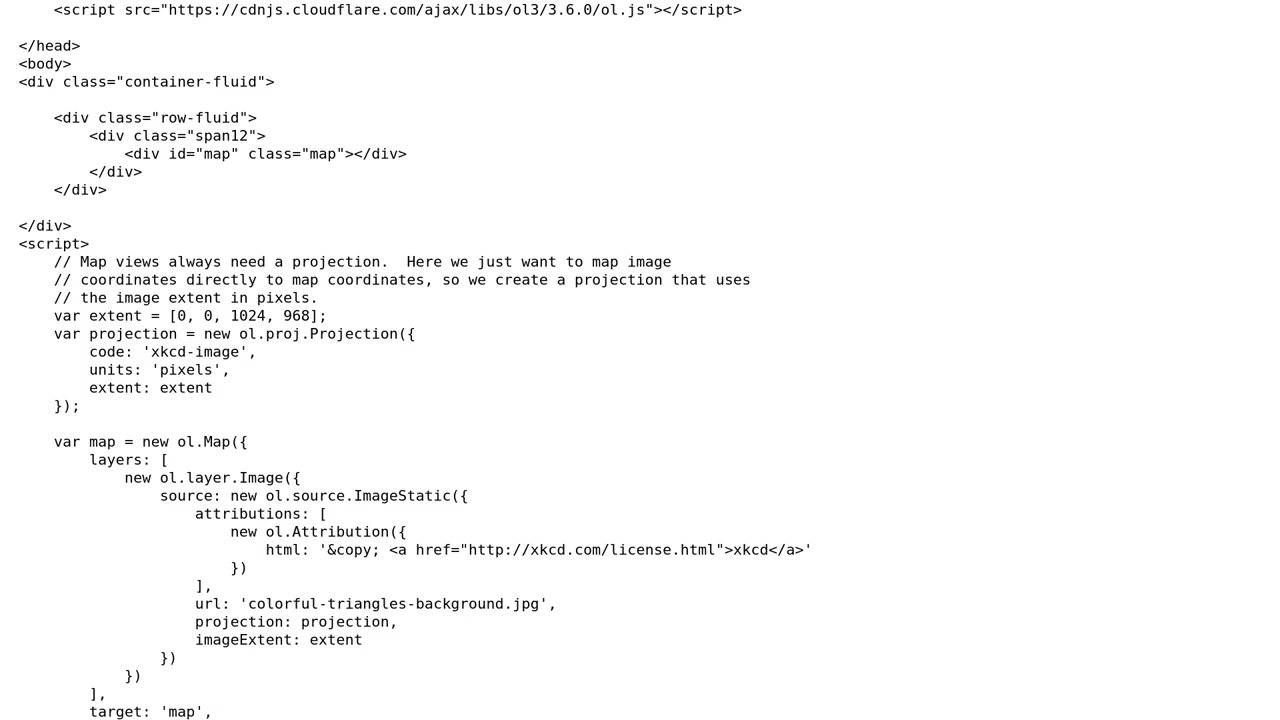 <script src="https://cdnjs.cloudflare.com/ajax/libs/ol3/3.6.0/ol.js"></script>

</head>
<body>
<div class="container-fluid">

    <div class="row-fluid">
        <div class="span12">
            <div id="map" class="map"></div>
        </div>
    </div>

</div>
<script>
    // Map views always need a projection.  Here we just want to map image
    // coordinates directly to map coordinates, so we create a projection that uses
    // the image extent in pixels.
    var extent = [0, 0, 1024, 968];
    var projection = new ol.proj.Projection({
        code: 'xkcd-image',
        units: 'pixels',
        extent: extent
    });

    var map = new ol.Map({
        layers: [
            new ol.layer.Image({
                source: new ol.source.ImageStatic({
                    attributions: [
                        new ol.Attribution({
                            html: '&copy; <a href="http://xkcd.com/license.html">xkcd</a>'
                        })
                    ],
                    url: 'colorful-triangles-background.jpg',
                    projection: projection,
                    imageExtent: extent
                })
            })
        ],
        target: 'map',